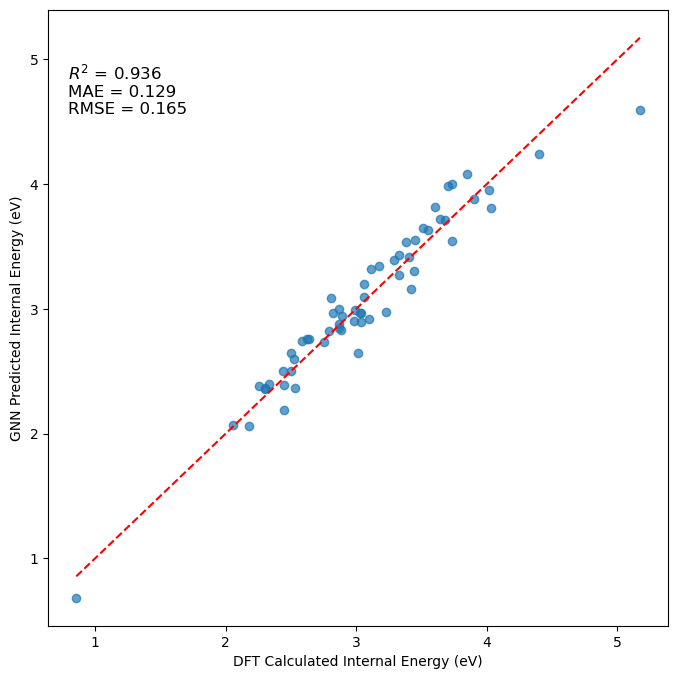 R² = 0.936
MAE = 0.129
RMSE = 0.165
5
4
3
2
1
GNN Predicted Internal Energy (eV)
1 2 3 4 5
DFT Calculated Internal Energy (eV)